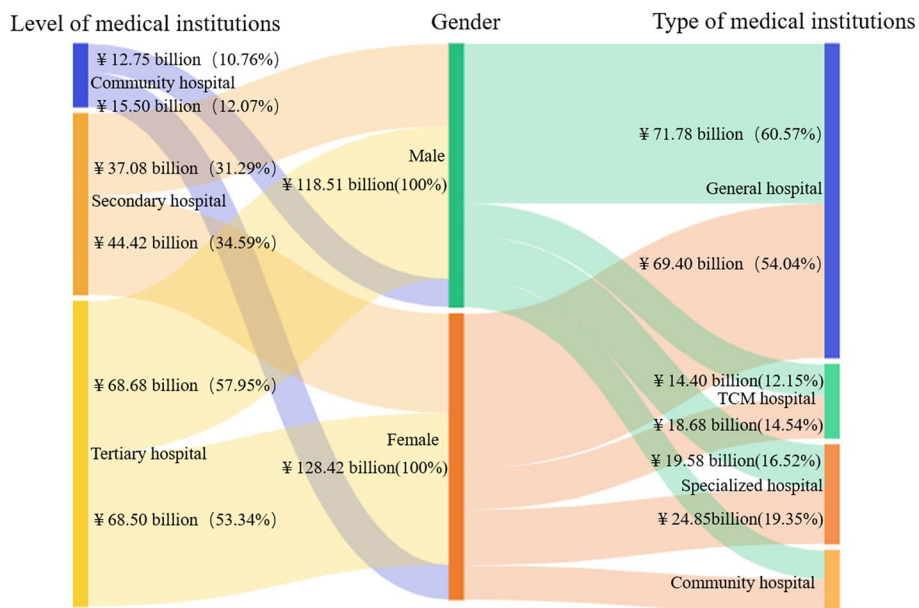 Level of medical institutions
Gender
Type of medical institutions
¥ 12.75 billion (10.76%)
Community hospital
¥ 15.50 billion (12.07%)
¥ 37.08 billion (31.29%)
Secondary hospital
¥ 44.42 billion (34.59%)
¥ 68.68 billion (57.95%)
Tertiary hospital
¥ 68.50 billion (53.34%)
Male
¥ 118.51 billion(100%)
Female
¥ 128.42 billion(100%)
¥ 71.78 billion (60.57%)
General hospital
¥ 69.40 billion (54.04%)
¥ 14.40 billion(12.15%)
TCM hospital
¥ 18.68 billion(14.54%)
¥ 19.58 billion(16.52%)
Specialized hospital
¥ 24.85billion(19.35%)
Community hospital